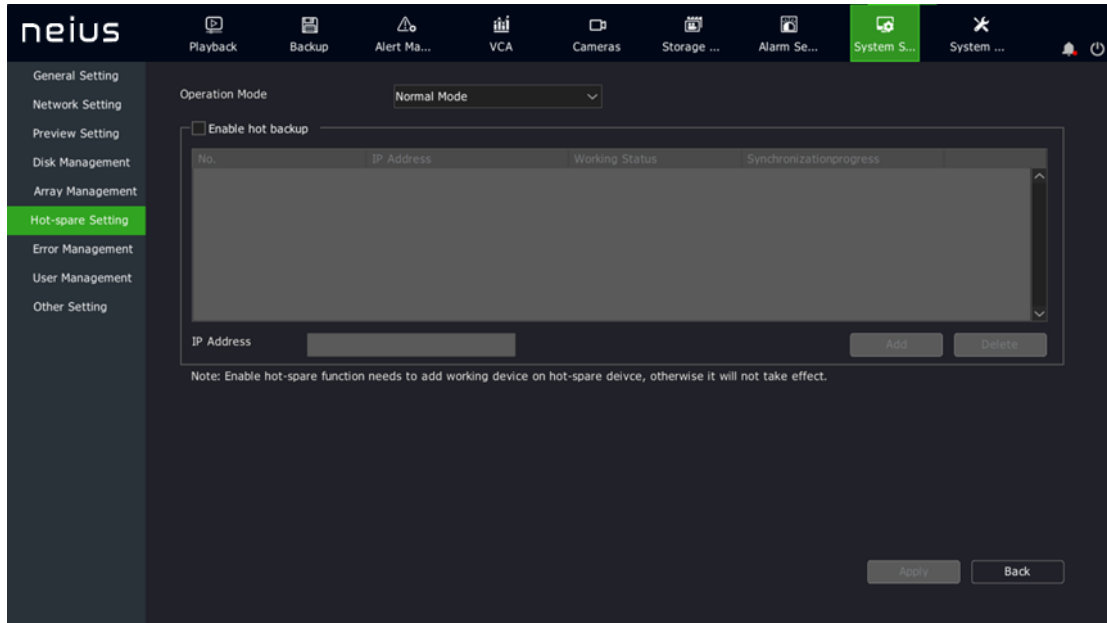 neius
Playback
Backup
Alert Ma...
VCA
Cameras
Storage ...
Alarm Se...
System S...
System ...
General Setting
Network Setting
Preview Setting
Disk Management
Array Management
Hot-spare Setting
Error Management
User Management
Other Setting
Operation Mode Normal Mode
Enable hot backup
No. IP Address Working Status Synchronizationprogress
IP Address Add Delete
Note: Enable hot-spare function needs to add working device on hot-spare deivce, otherwise it will not take effect.
Apply Back